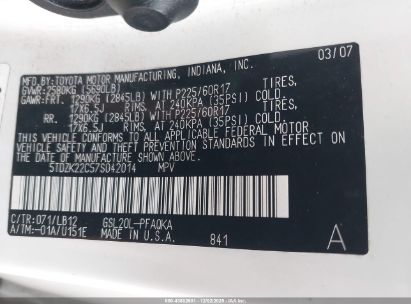 MFD. BY: TOYOTA MOTOR MANUFACTURING, INDIANA, INC. 03/07
GVWR: 2580KG (5690LB)
GAWR: FRT. 1290KG (2845LB) WITH P225/60R17 TIRES,
17X6.5J RIMS, AT 240KPA (35PSI) COLD.
RR. 1290KG (2845LB) WITH P225/60R17 TIRES,
17X6.5J RIMS, AT 240KPA (35PSI) COLD.
THIS VEHICLE CONFORMS TO ALL APPLICABLE FEDERAL MOTOR
VEHICLE SAFETY, BUMPER, AND THEFT PREVENTION STANDARDS IN
EFFECT ON THE DATE OF MANUFACTURE SHOWN ABOVE.
5TDZK22C57S042014 MPV
C/TR: 071/LB12 GSL20L-PFAQKA
A/TM: -01A/U151E MADE IN U.S.A. 841 A